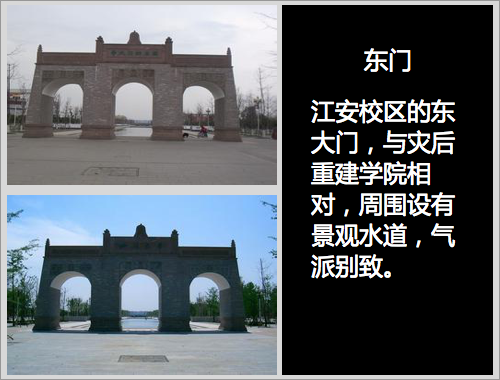 东门
江安校区的东
大门，与灾后
重建学院相
对，周围设有
景观水道，气
派别致。